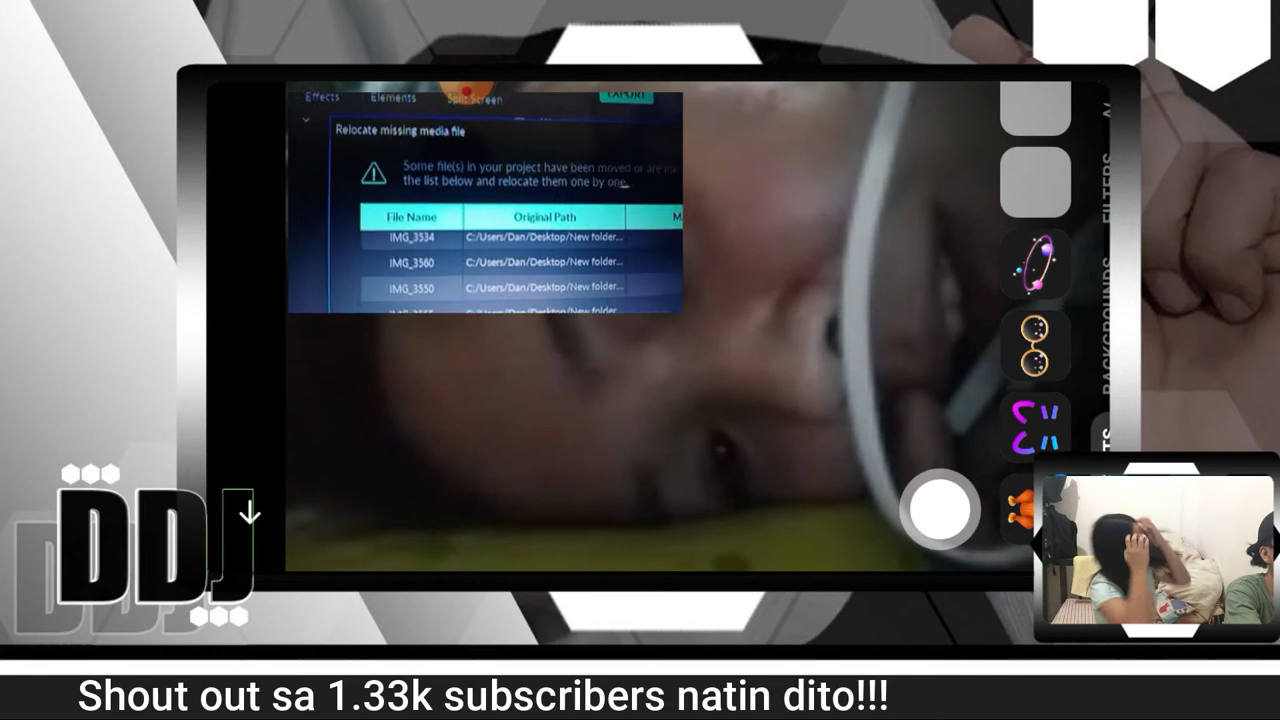 Effects Elements Split Screen EXPORT
Relocate missing media file
Some file(s) in your project have been moved or are
the list below and relocate them one by one
File Name Original Path
IMG_3534 C:/Users/Dan/Desktop/New folder...
IMG_3560 C:/Users/Dan/Desktop/New folder...
IMG_3550 C:/Users/Dan/Desktop/New folder...
FILTERS
BACKGROUNDS
DDJ
Shout out sa 1.33k subscribers natin dito!!!